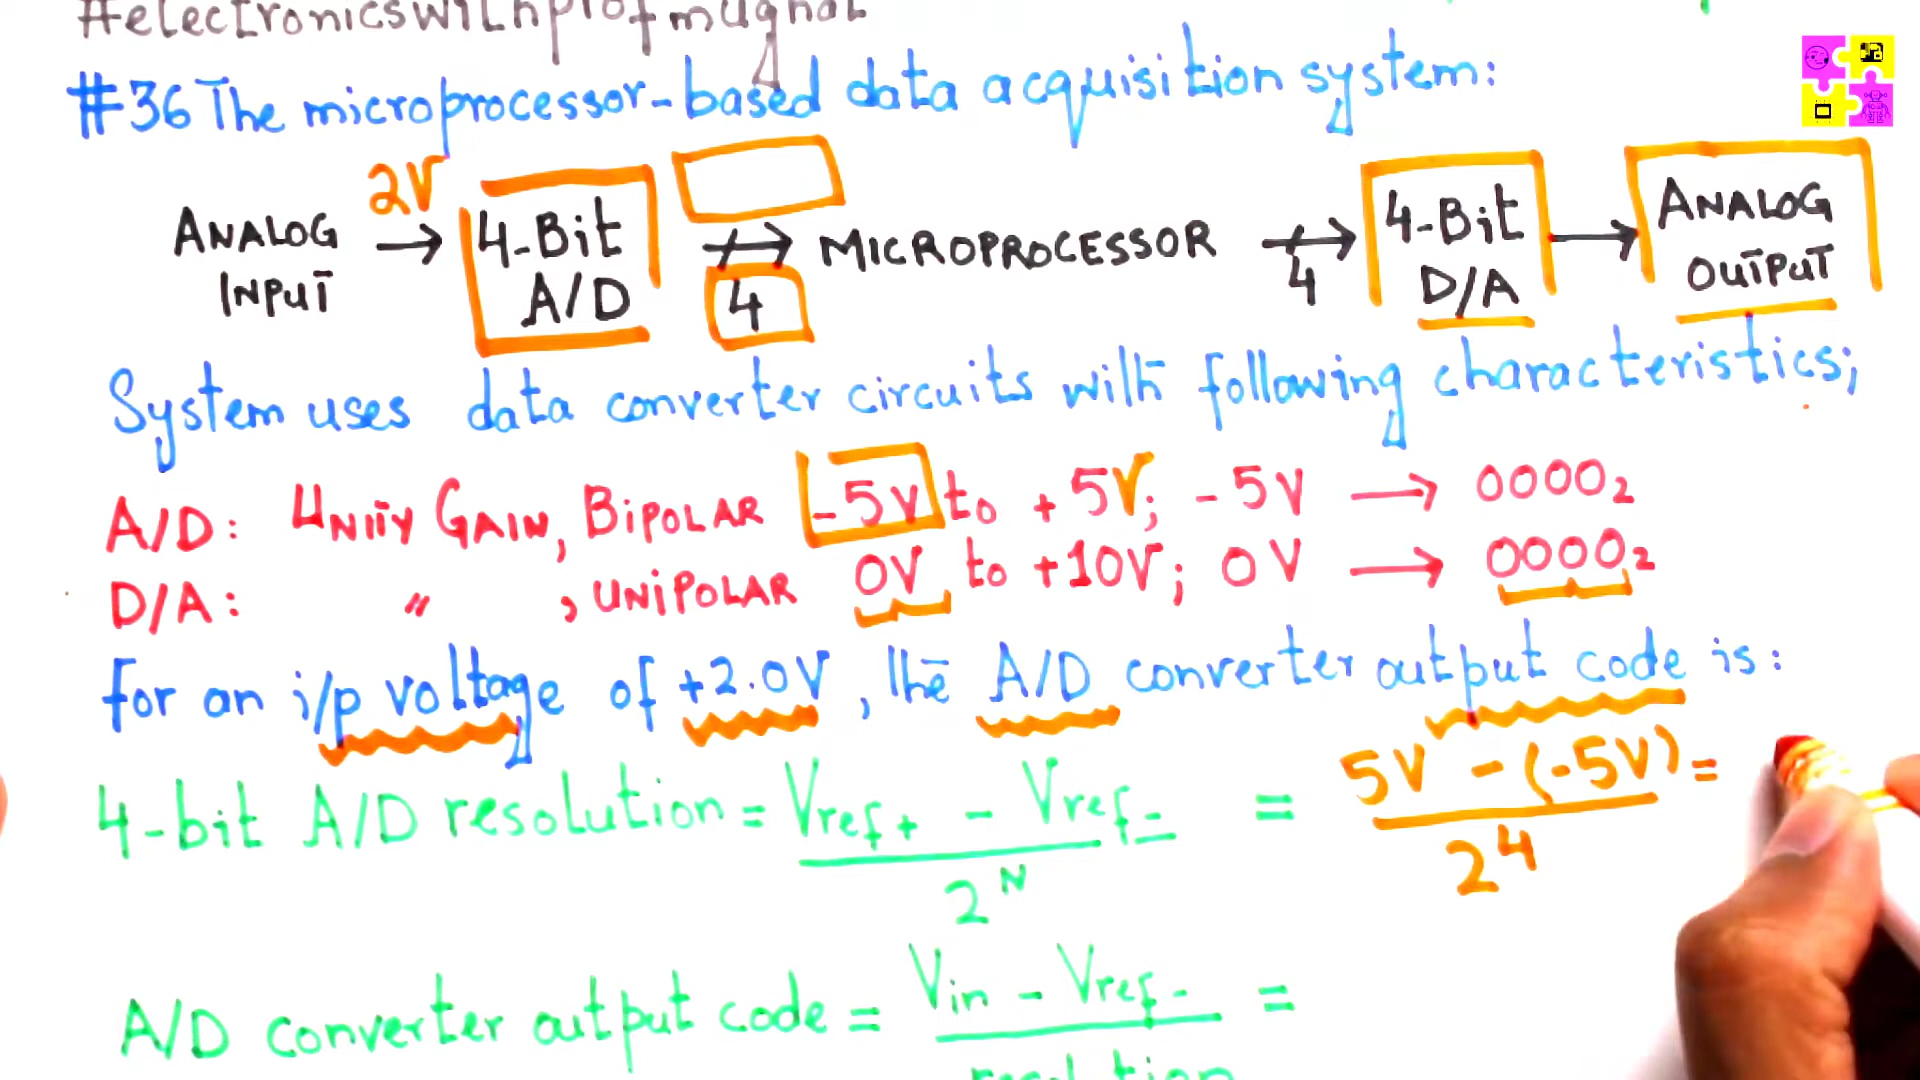 #electronicswithprofmughal
#36 The microprocessor-based data acquisition system:
ANALOG INPUT → 2V 4-Bit A/D 4 → MICROPROCESSOR → 4 4-Bit D/A → ANALOG OUTPUT
System uses data converter circuits with following characteristics;
A/D: UNITY GAIN, BIPOLAR -5V to +5V; -5V → 0000₂
D/A: " , UNIPOLAR 0V to +10V; 0V → 0000₂
for an i/p voltage of +2.0V, the A/D converter output code is:
4-bit A/D resolution = Vref+ - Vref- / 2^N = 5V - (-5V) / 2^4 =
A/D converter output code = Vin - Vref- / =